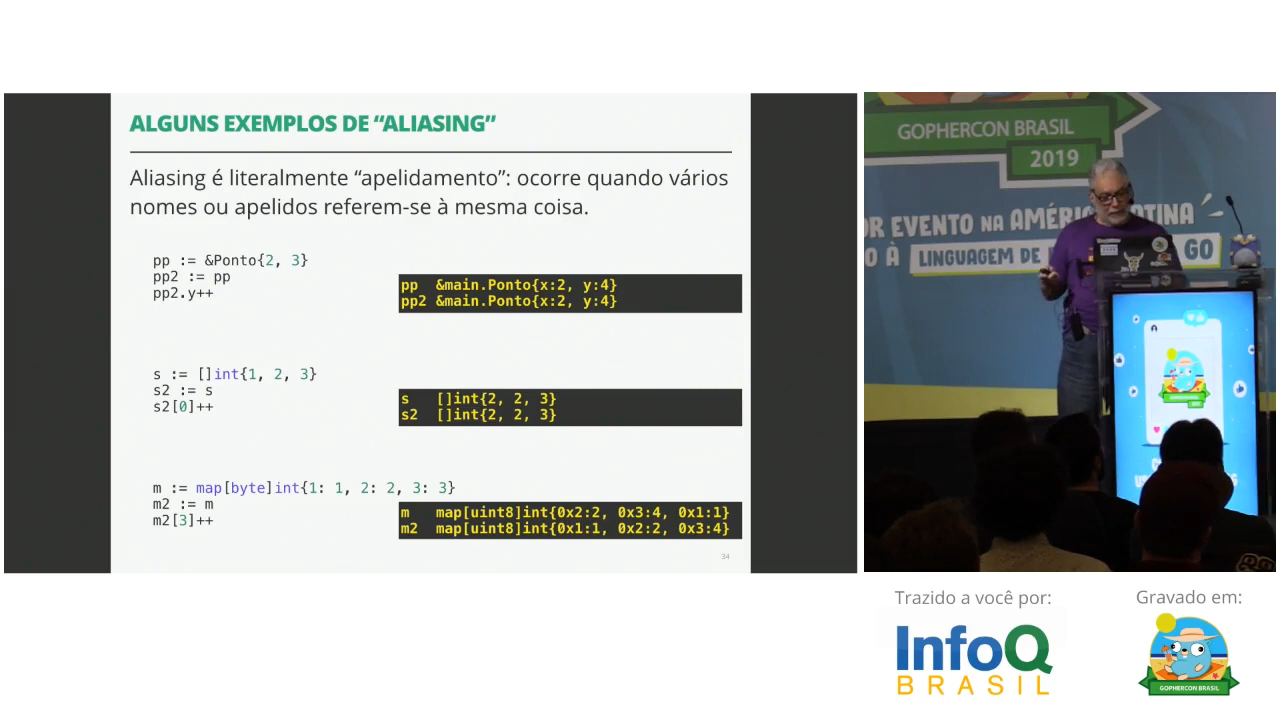 ALGUNS EXEMPLOS DE “ALIASING”
Aliasing é literalmente “apelidamento”: ocorre quando vários
nomes ou apelidos referem-se à mesma coisa.
pp := &Ponto{2, 3}
pp2 := pp
pp2.y++
pp  &main.Ponto{x:2, y:4}
pp2 &main.Ponto{x:2, y:4}
s := []int{1, 2, 3}
s2 := s
s2[0]++
s   []int{2, 2, 3}
s2  []int{2, 2, 3}
m := map[byte]int{1: 1, 2: 2, 3: 3}
m2 := m
m2[3]++
m   map[uint8]int{0x2:2, 0x3:4, 0x1:1}
m2  map[uint8]int{0x1:1, 0x2:2, 0x3:4}
34
GOPHERCON BRASIL
2019
OR EVENTO NA
LINGUAGEM DE
GO
Trazido a você por:
InfoQ
BRASIL
Gravado em:
GOPHERCON BRASIL